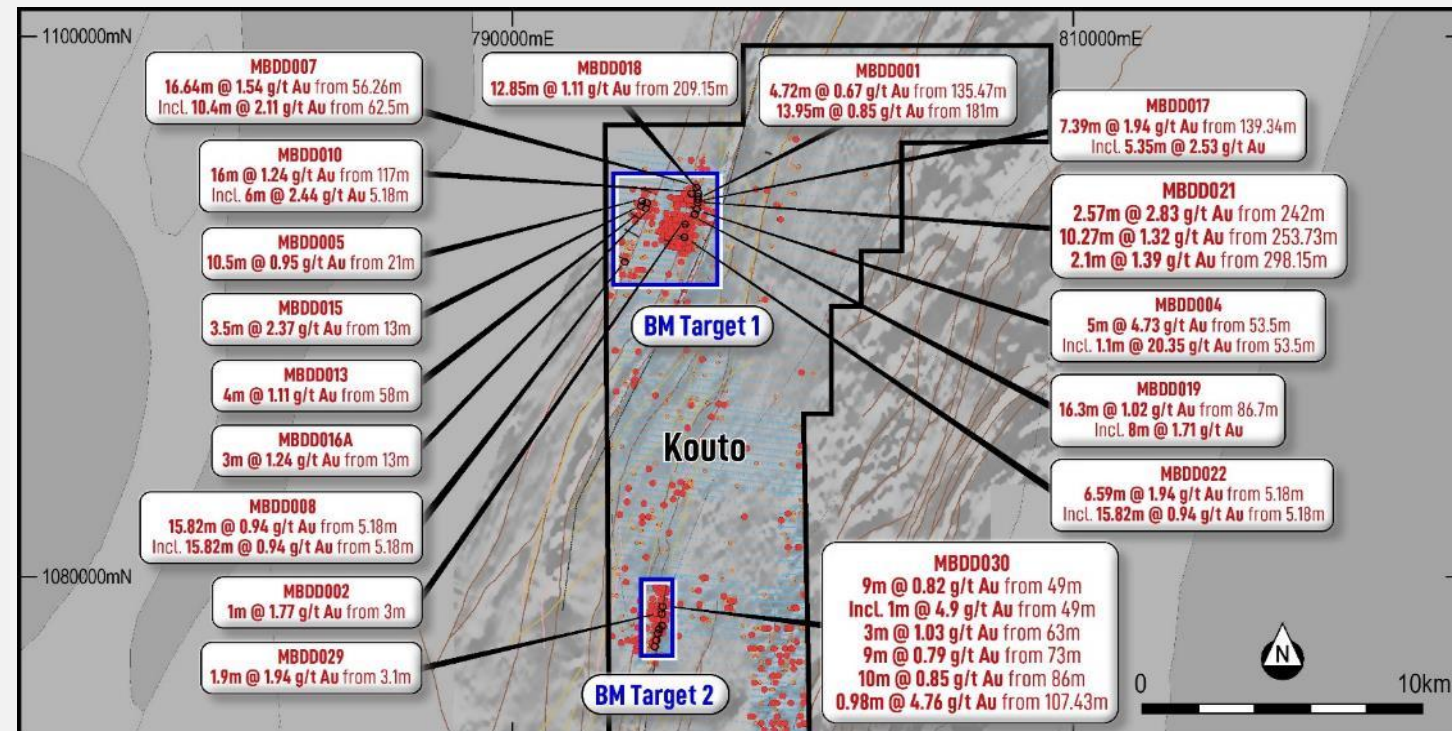 1100000mN
790000mE
810000mE
MBDD007
16.64m @ 1.54 g/t Au from 56.26m
Incl. 10.4m @ 2.11 g/t Au from 62.5m
MBDD018
12.85m @ 1.11 g/t Au from 209.15m
MBDD001
4.72m @ 0.67 g/t Au from 135.47m
13.95m @ 0.85 g/t Au from 181m
MBDD017
7.39m @ 1.94 g/t Au from 139.34m
Incl. 5.35m @ 2.53 g/t Au
MBDD010
16m @ 1.24 g/t Au from 117m
Incl. 6m @ 2.44 g/t Au 5.18m
MBDD021
2.57m @ 2.83 g/t Au from 242m
10.27m @ 1.32 g/t Au from 253.73m
2.1m @ 1.39 g/t Au from 298.15m
MBDD005
10.5m @ 0.95 g/t Au from 21m
MBDD015
3.5m @ 2.37 g/t Au from 13m
BM Target 1
MBDD004
5m @ 4.73 g/t Au from 53.5m
Incl. 1.1m @ 20.35 g/t Au from 53.5m
MBDD013
4m @ 1.11 g/t Au from 58m
MBDD019
16.3m @ 1.02 g/t Au from 86.7m
Incl. 8m @ 1.71 g/t Au
MBDD016A
3m @ 1.24 g/t Au from 13m
Kouto
MBDD022
6.59m @ 1.94 g/t Au from 5.18m
Incl. 15.82m @ 0.94 g/t Au from 5.18m
MBDD008
15.82m @ 0.94 g/t Au from 5.18m
Incl. 15.82m @ 0.94 g/t Au from 5.18m
1080000mN
MBDD002
1m @ 1.77 g/t Au from 3m
MBDD030
9m @ 0.82 g/t Au from 49m
Incl. 1m @ 4.9 g/t Au from 49m
3m @ 1.03 g/t Au from 63m
9m @ 0.79 g/t Au from 73m
10m @ 0.85 g/t Au from 86m
0.98m @ 4.76 g/t Au from 107.43m
MBDD029
1.9m @ 1.94 g/t Au from 3.1m
BM Target 2
N
0
10km